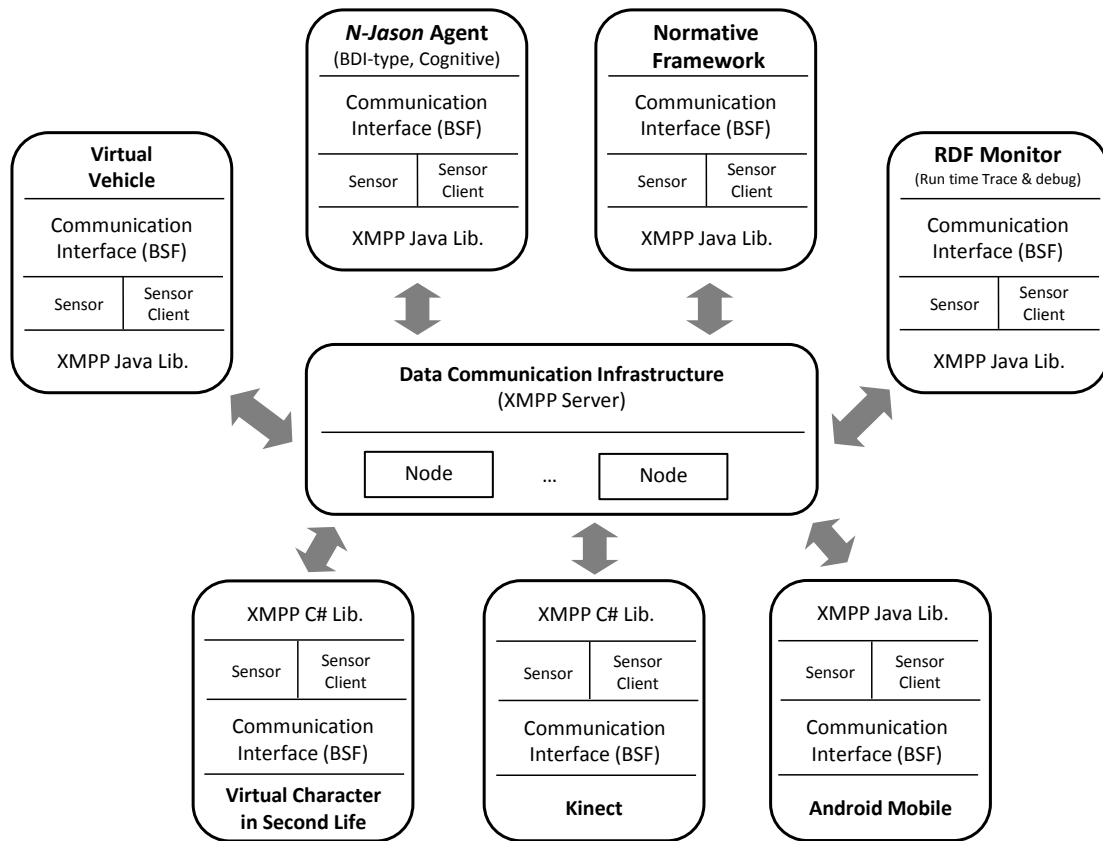 N-Jason Agent
(BDI-type, Cognitive)
Communication
Interface (BSF)
Sensor
Sensor
Client
XMPP Java Lib.
Normative
Framework
Communication
Interface (BSF)
Sensor
Sensor
Client
XMPP Java Lib.
Virtual
Vehicle
Communication
Interface (BSF)
Sensor
Sensor
Client
XMPP Java Lib.
RDF Monitor
(Run time Trace & debug)
Communication
Interface (BSF)
Sensor
Sensor
Client
XMPP Java Lib.
Data Communication Infrastructure
(XMPP Server)
Node
...
Node
XMPP C# Lib.
Sensor
Sensor
Client
Communication
Interface (BSF)
Virtual Character
in Second Life
XMPP C# Lib.
Sensor
Sensor
Client
Communication
Interface (BSF)
Kinect
XMPP Java Lib.
Sensor
Sensor
Client
Communication
Interface (BSF)
Android Mobile